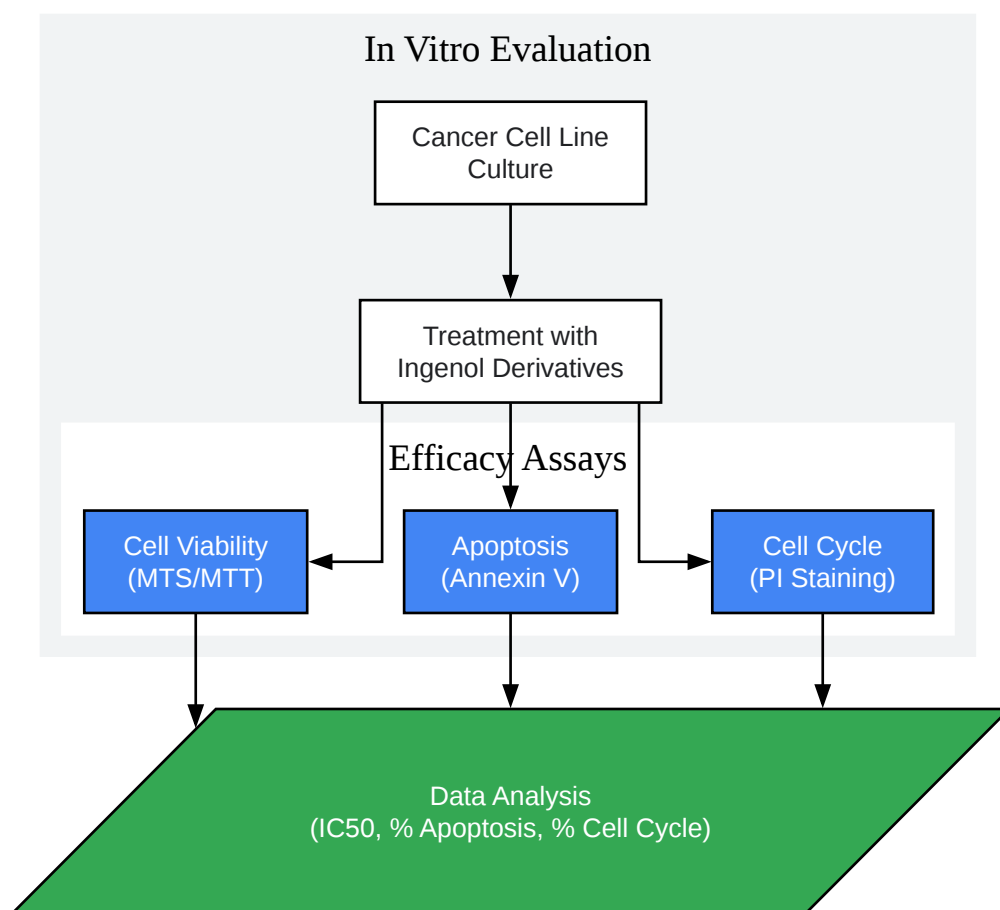 In Vitro Evaluation
Cancer Cell Line
Culture
Treatment with
Ingenol Derivatives
Efficacy Assays
Cell Viability
(MTS/MTT)
Apoptosis
(Annexin V)
Cell Cycle
(PI Staining)
Data Analysis
(IC50, % Apoptosis, % Cell Cycle)